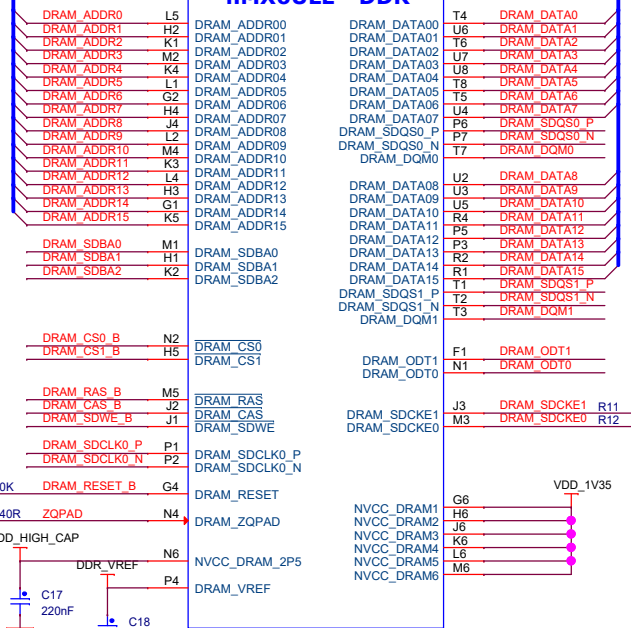 DRAM_ADDR0 L5 DRAM_ADDR00 DRAM_DATA00 T4 DRAM_DATA0
DRAM_ADDR1 H2 DRAM_ADDR01 DRAM_DATA01 U6 DRAM_DATA1
DRAM_ADDR2 K1 DRAM_ADDR02 DRAM_DATA02 T6 DRAM_DATA2
DRAM_ADDR3 M2 DRAM_ADDR03 DRAM_DATA03 U7 DRAM_DATA3
DRAM_ADDR4 K4 DRAM_ADDR04 DRAM_DATA04 U8 DRAM_DATA4
DRAM_ADDR5 L1 DRAM_ADDR05 DRAM_DATA05 T8 DRAM_DATA5
DRAM_ADDR6 G2 DRAM_ADDR06 DRAM_DATA06 T5 DRAM_DATA6
DRAM_ADDR7 H4 DRAM_ADDR07 DRAM_DATA07 U4 DRAM_DATA7
DRAM_ADDR8 J4 DRAM_ADDR08 DRAM_SDQS0_P P6 DRAM_SDQS0_P
DRAM_ADDR9 L2 DRAM_ADDR09 DRAM_SDQS0_N P7 DRAM_SDQS0_N
DRAM_ADDR10 M4 DRAM_ADDR10 DRAM_DQM0 T7 DRAM_DQM0
DRAM_ADDR11 K3 DRAM_ADDR11
DRAM_ADDR12 L4 DRAM_ADDR12 DRAM_DATA08 U2 DRAM_DATA8
DRAM_ADDR13 H3 DRAM_ADDR13 DRAM_DATA09 U3 DRAM_DATA9
DRAM_ADDR14 G1 DRAM_ADDR14 DRAM_DATA10 U5 DRAM_DATA10
DRAM_ADDR15 K5 DRAM_ADDR15 DRAM_DATA11 R4 DRAM_DATA11
DRAM_DATA12 P5 DRAM_DATA12
DRAM_SDBA0 M1 DRAM_SDBA0 DRAM_DATA13 P3 DRAM_DATA13
DRAM_SDBA1 H1 DRAM_SDBA1 DRAM_DATA14 R2 DRAM_DATA14
DRAM_SDBA2 K2 DRAM_SDBA2 DRAM_DATA15 R1 DRAM_DATA15
DRAM_SDQS1_P T1 DRAM_SDQS1_P
DRAM_SDQS1_N T2 DRAM_SDQS1_N
DRAM_DQM1 T3 DRAM_DQM1
DRAM_CS0_B N2 DRAM_CS0
DRAM_CS1_B H5 DRAM_CS1 DRAM_ODT1 F1 DRAM_ODT1
DRAM_ODT0 N1 DRAM_ODT0
DRAM_RAS_B M5 DRAM_RAS
DRAM_CAS_B J2 DRAM_CAS DRAM_SDCKE1 J3 DRAM_SDCKE1 R11
DRAM_SDWE_B J1 DRAM_SDWE DRAM_SDCKE0 M3 DRAM_SDCKE0 R12
DRAM_SDCLK0_P P1 DRAM_SDCLK0_P
DRAM_SDCLK0_N P2 DRAM_SDCLK0_N
0K DRAM_RESET_B G4 DRAM_RESET VDD_1V35
NVCC_DRAM1 G6
40R ZQPAD N4 DRAM_ZQPAD NVCC_DRAM2 H6
NVCC_DRAM3 J6
NVCC_DRAM4 K6
DD_HIGH_CAP N6 NVCC_DRAM_2P5 NVCC_DRAM5 L6
DDR_VREF NVCC_DRAM6 M6
P4 DRAM_VREF
C17
220nF
C18